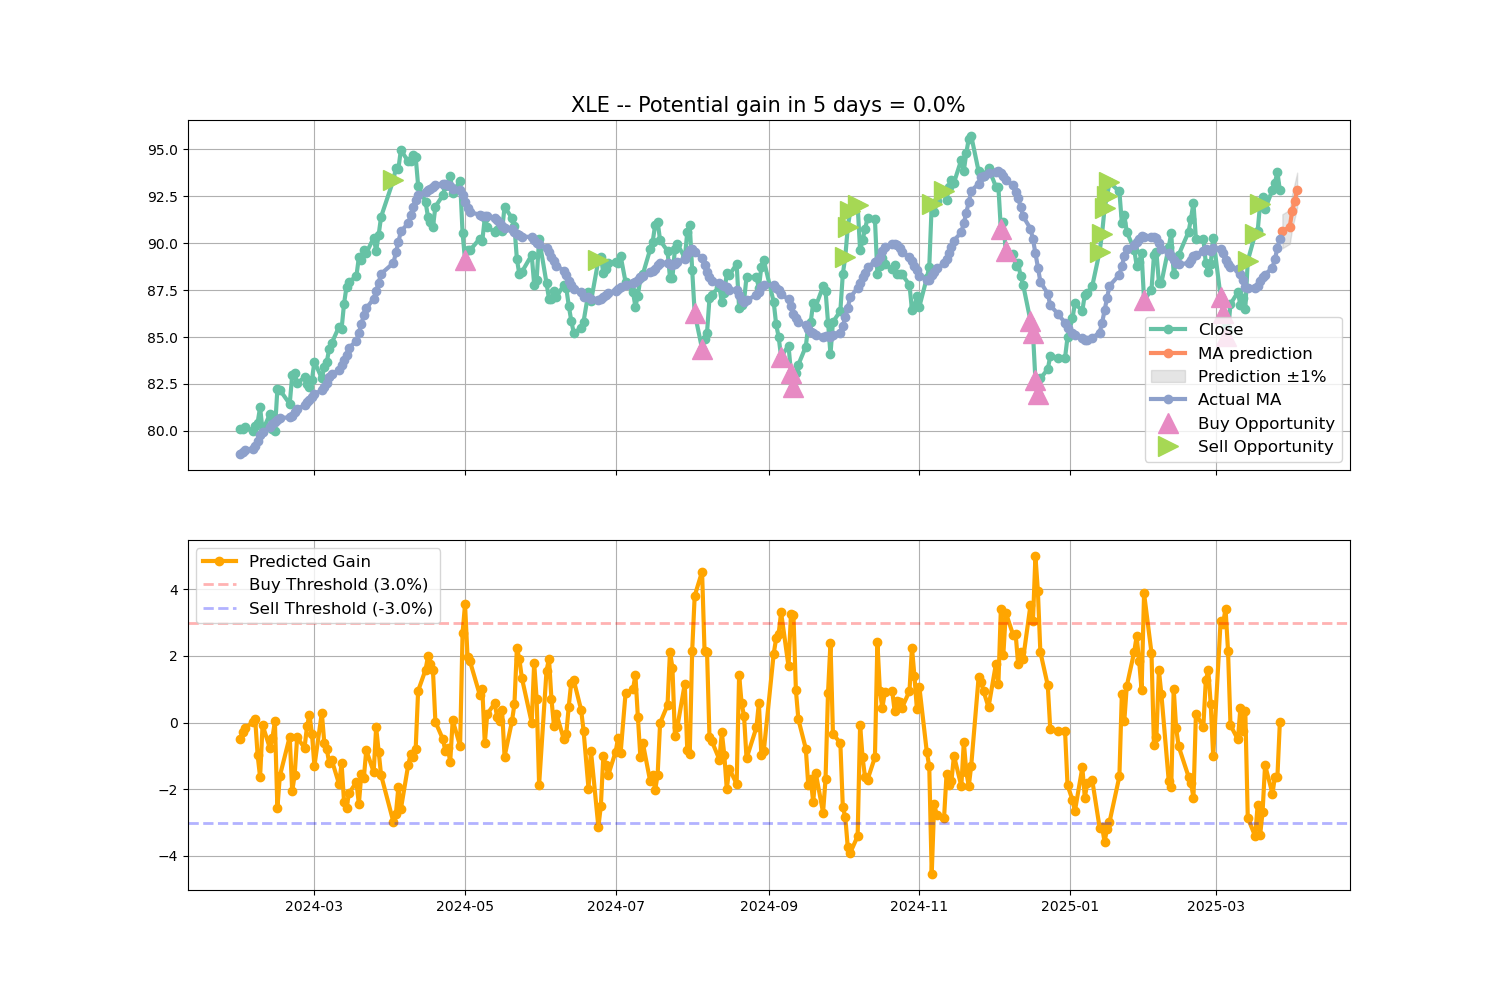 XLE -- Potential gain in 5 days = 0.0%
95.0
92.5
90.0
87.5
85.0
82.5
80.0
Close
MA prediction
Prediction ±1%
Actual MA
Buy Opportunity
Sell Opportunity
Predicted Gain
Buy Threshold (3.0%)
Sell Threshold (-3.0%)
4
2
0
−2
−4
2024-03
2024-05
2024-07
2024-09
2024-11
2025-01
2025-03